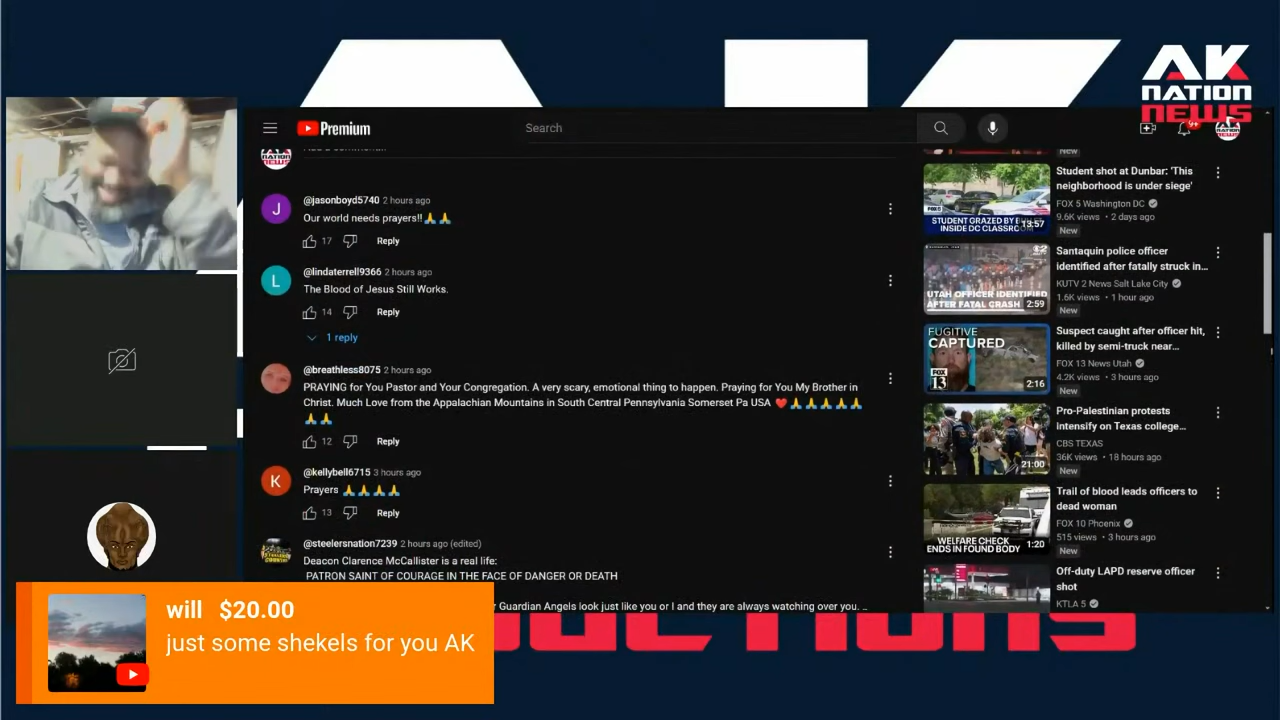 AK
NATION
NEWS
Premium
Search
9+
NATION
NEWS
@jasonboyd5740 2 hours ago
Our world needs prayers!!🙏🙏
17 Reply
@lindaterrell9366 2 hours ago
The Blood of Jesus Still Works.
14 Reply
1 reply
@breathless8075 2 hours ago
PRAYING for You Pastor and Your Congregation. A very scary, emotional thing to happen. Praying for You My Brother in
Christ. Much Love from the Appalachian Mountains in South Central Pennsylvania Somerset Pa USA ❤️🙏🙏🙏🙏🙏
🙏🙏
12 Reply
@kellybell6715 3 hours ago
Prayers 🙏🙏🙏🙏
13 Reply
@steelersnation7239 2 hours ago (edited)
Deacon Clarence McCallister is a real life:
PATRON SAINT OF COURAGE IN THE FACE OF DANGER OR DEATH
Guardian Angels look just like you or I and they are always watching over you. ..
New
STUDENT GRAZED BY BULLET
INSIDE DC CLASSROOM
13:57
Student shot at Dunbar: 'This
neighborhood is under siege'
FOX 5 Washington DC
9.6K views • 2 days ago
New
UTAH OFFICER IDENTIFIED
AFTER FATAL CRASH
2:59
Santaquin police officer
identified after fatally struck in...
KUTV 2 News Salt Lake City
1.6K views • 1 hour ago
New
FUGITIVE
CAPTURED
FOX
13
2:16
Suspect caught after officer hit,
killed by semi-truck near...
FOX 13 News Utah
4.2K views • 3 hours ago
New
21:00
Pro-Palestinian protests
intensify on Texas college...
CBS TEXAS
36K views • 18 hours ago
New
WELFARE CHECK
ENDS IN FOUND BODY
1:20
Trail of blood leads officers to
dead woman
FOX 10 Phoenix
515 views • 3 hours ago
New
Off-duty LAPD reserve officer
shot
KTLA 5
will $20.00
just some shekels for you AK